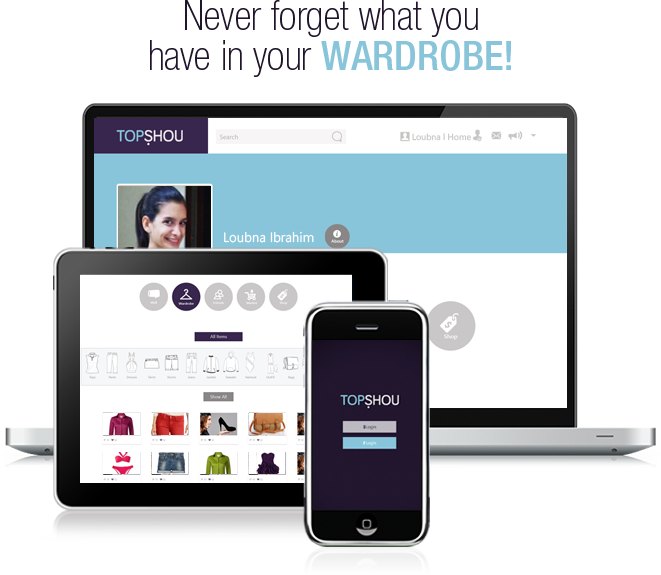 Never forget what you
have in your WARDROBE!
TOPSHOU
Search
Loubna | Home
Loubna Ibrahim
About
Wardrobe
Shop
All Items
Show All
Shop
TOPSHOU
Login
Login